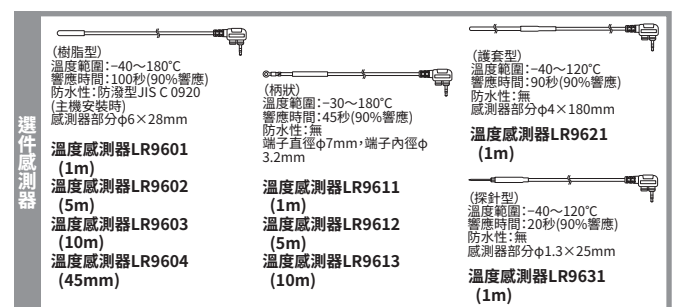 選件感測器
（樹脂型）
溫度範圍：−40～180℃
響應時間：100秒(90%響應)
防水性：防潑型JIS C 0920
(主機安裝時)
感測器部分φ6×28mm
溫度感測器LR9601
(1m)
溫度感測器LR9602
(5m)
溫度感測器LR9603
(10m)
溫度感測器LR9604
(45mm)
（柄狀）
溫度範圍：−30～180℃
響應時間：45秒(90%響應)
防水性：無
端子直徑φ7mm，端子內徑φ
3.2mm
溫度感測器LR9611
(1m)
溫度感測器LR9612
(5m)
溫度感測器LR9613
(10m)
（護套型）
溫度範圍：−40～120℃
響應時間：90秒(90%響應)
防水性：無
感測器部分φ4×180mm
溫度感測器LR9621
(1m)
（探針型）
溫度範圍：−40～120℃
響應時間：20秒(90%響應)
防水性：無
感測器部分φ1.3×25mm
溫度感測器LR9631
(1m)